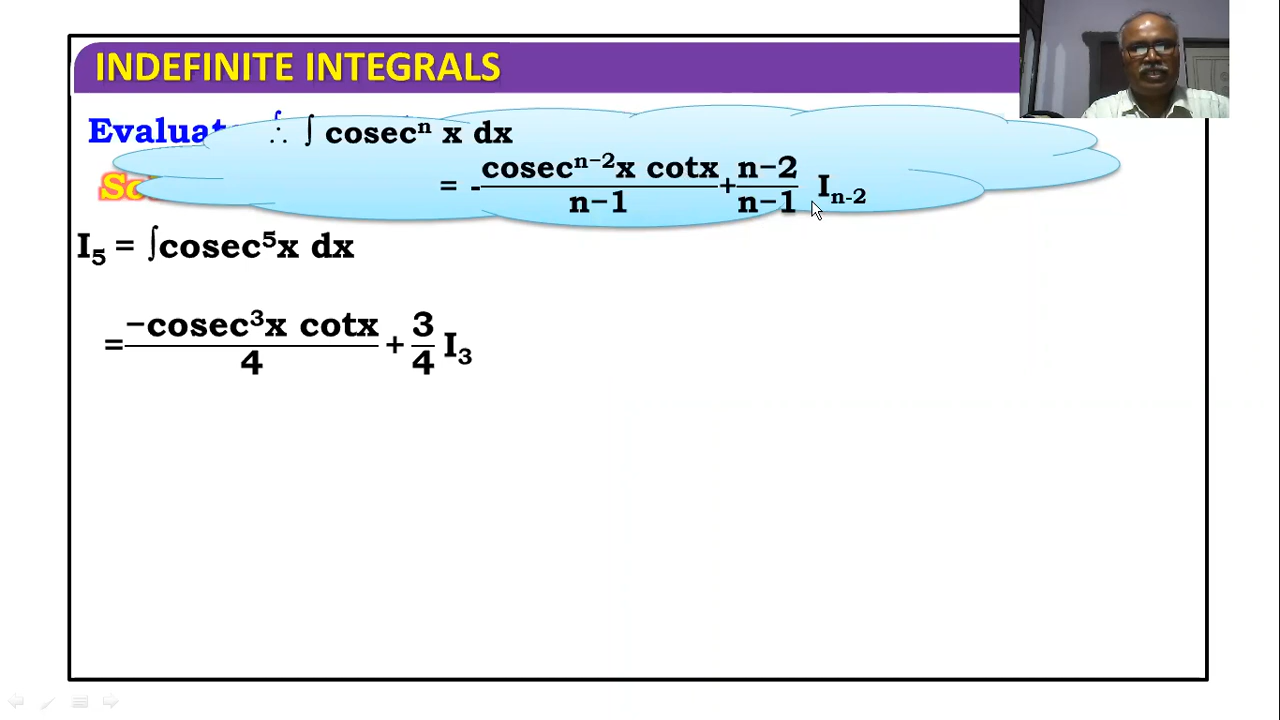 INDEFINITE INTEGRALS
Evaluat
∴ ∫ cosecⁿ x dx
= -(cosecⁿ⁻²x cotx)/(n−1) + (n−2)/(n−1) Iₙ₋₂
I₅ = ∫cosec⁵x dx
= (−cosec³x cotx)/4 + 3/4 I₃